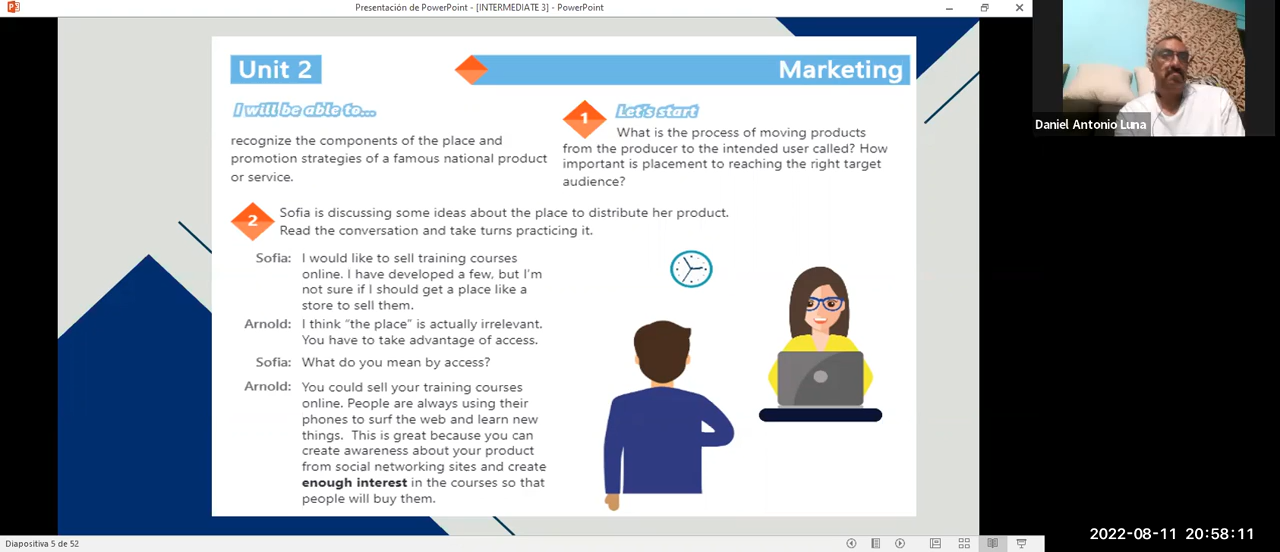 Presentación de PowerPoint - [INTERMEDIATE 3] - PowerPoint
Unit 2
Marketing
I will be able to...
recognize the components of the place and
promotion strategies of a famous national product
or service.
1
Let's start
What is the process of moving products
from the producer to the intended user called? How
important is placement to reaching the right target
audience?
2
Sofia is discussing some ideas about the place to distribute her product.
Read the conversation and take turns practicing it.
Sofia: I would like to sell training courses
online. I have developed a few, but I'm
not sure if I should get a place like a
store to sell them.
Arnold: I think “the place” is actually irrelevant.
You have to take advantage of access.
Sofia: What do you mean by access?
Arnold: You could sell your training courses
online. People are always using their
phones to surf the web and learn new
things. This is great because you can
create awareness about your product
from social networking sites and create
enough interest in the courses so that
people will buy them.
Daniel Antonio Luna
Diapositiva 5 de 52
2022-08-11 20:58:11